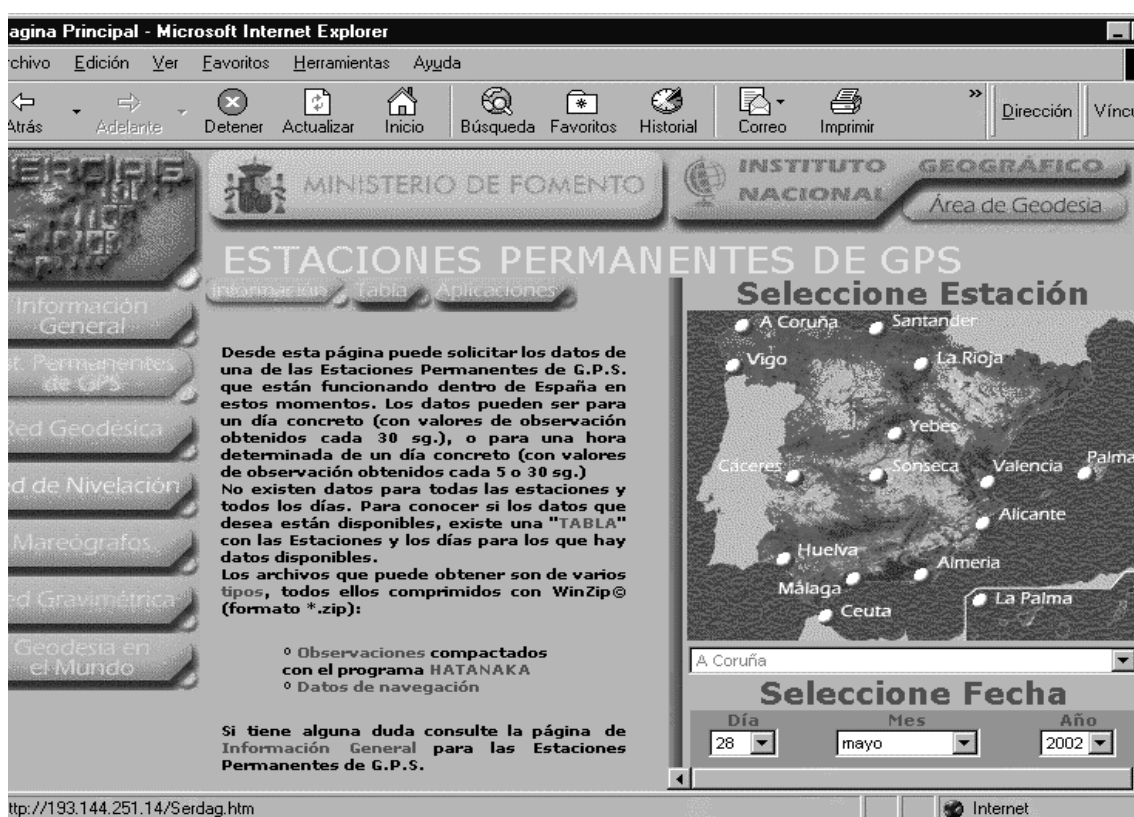 agina Principal - Microsoft Internet Explorer
rchivo Edición Ver Favoritos Herramientas Ayuda
Atrás Adelante Detener Actualizar Inicio Búsqueda Favoritos Historial Correo Imprimir » Dirección Víncu
MINISTERIO DE FOMENTO
INSTITUTO GEOGRÁFICO
NACIONAL
Área de Geodesia
ESTACIONES PERMANENTES DE GPS
Información Tabla Aplicaciones
Información
General
st. Permanentes
de GPS
Red Geodésica
d de Nivelación
Mareógrafos
ed Gravimétrica
Geodesia en
el Mundo
Desde esta página puede solicitar los datos de
una de las Estaciones Permanentes de G.P.S.
que están funcionando dentro de España en
estos momentos. Los datos pueden ser para
un día concreto (con valores de observación
obtenidos cada 30 sg.), o para una hora
determinada de un día concreto (con valores
de observación obtenidos cada 5 o 30 sg.)
No existen datos para todas las estaciones y
todos los días. Para conocer si los datos que
desea están disponibles, existe una "TABLA"
con las Estaciones y los días para los que hay
datos disponibles.
Los archivos que puede obtener son de varios
tipos, todos ellos comprimidos con WinZip©
(formato *.zip):
º Observaciones compactados
con el programa HATANAKA
º Datos de navegación
Si tiene alguna duda consulte la página de
Información General para las Estaciones
Permanentes de G.P.S.
Seleccione Estación
A Coruña
Santander
Vigo
La Rioja
Yebes
Cáceres
Sonseca
Valencia
Palma
Alicante
Huelva
Almeria
Málaga
La Palma
Ceuta
A Coruña
Seleccione Fecha
Día Mes Año
28 mayo 2002
ttp://193.144.251.14/Serdag.htm
Internet